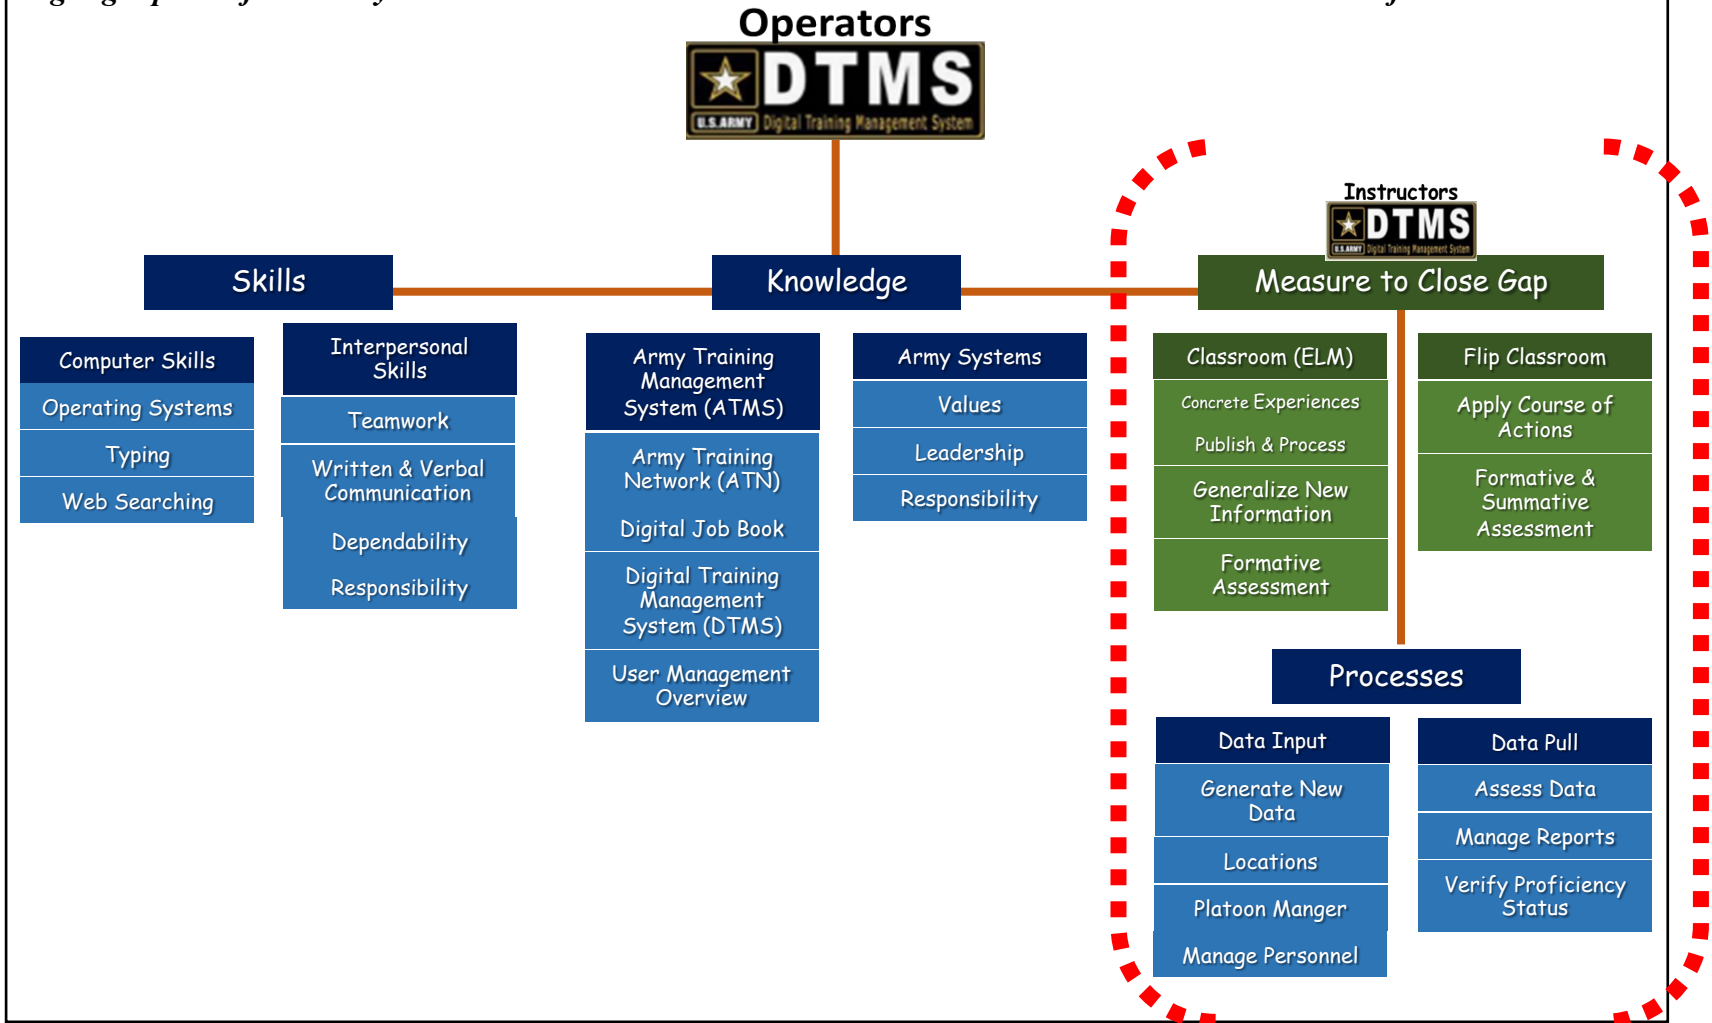 Operators
DTMS
U.S.ARMY Digital Training Management System
Instructors
DTMS
U.S.ARMY Digital Training Management System
Skills
Knowledge
Measure to Close Gap
Computer Skills
Operating Systems
Typing
Web Searching
Interpersonal
Skills
Teamwork
Written & Verbal
Communication
Dependability
Responsibility
Army Training
Management
System (ATMS)
Army Training
Network (ATN)
Digital Job Book
Digital Training
Management
System (DTMS)
User Management
Overview
Army Systems
Values
Leadership
Responsibility
Classroom (ELM)
Concrete Experiences
Publish & Process
Generalize New
Information
Formative
Assessment
Flip Classroom
Apply Course of
Actions
Formative &
Summative
Assessment
Processes
Data Input
Generate New
Data
Locations
Platoon Manger
Manage Personnel
Data Pull
Assess Data
Manage Reports
Verify Proficiency
Status